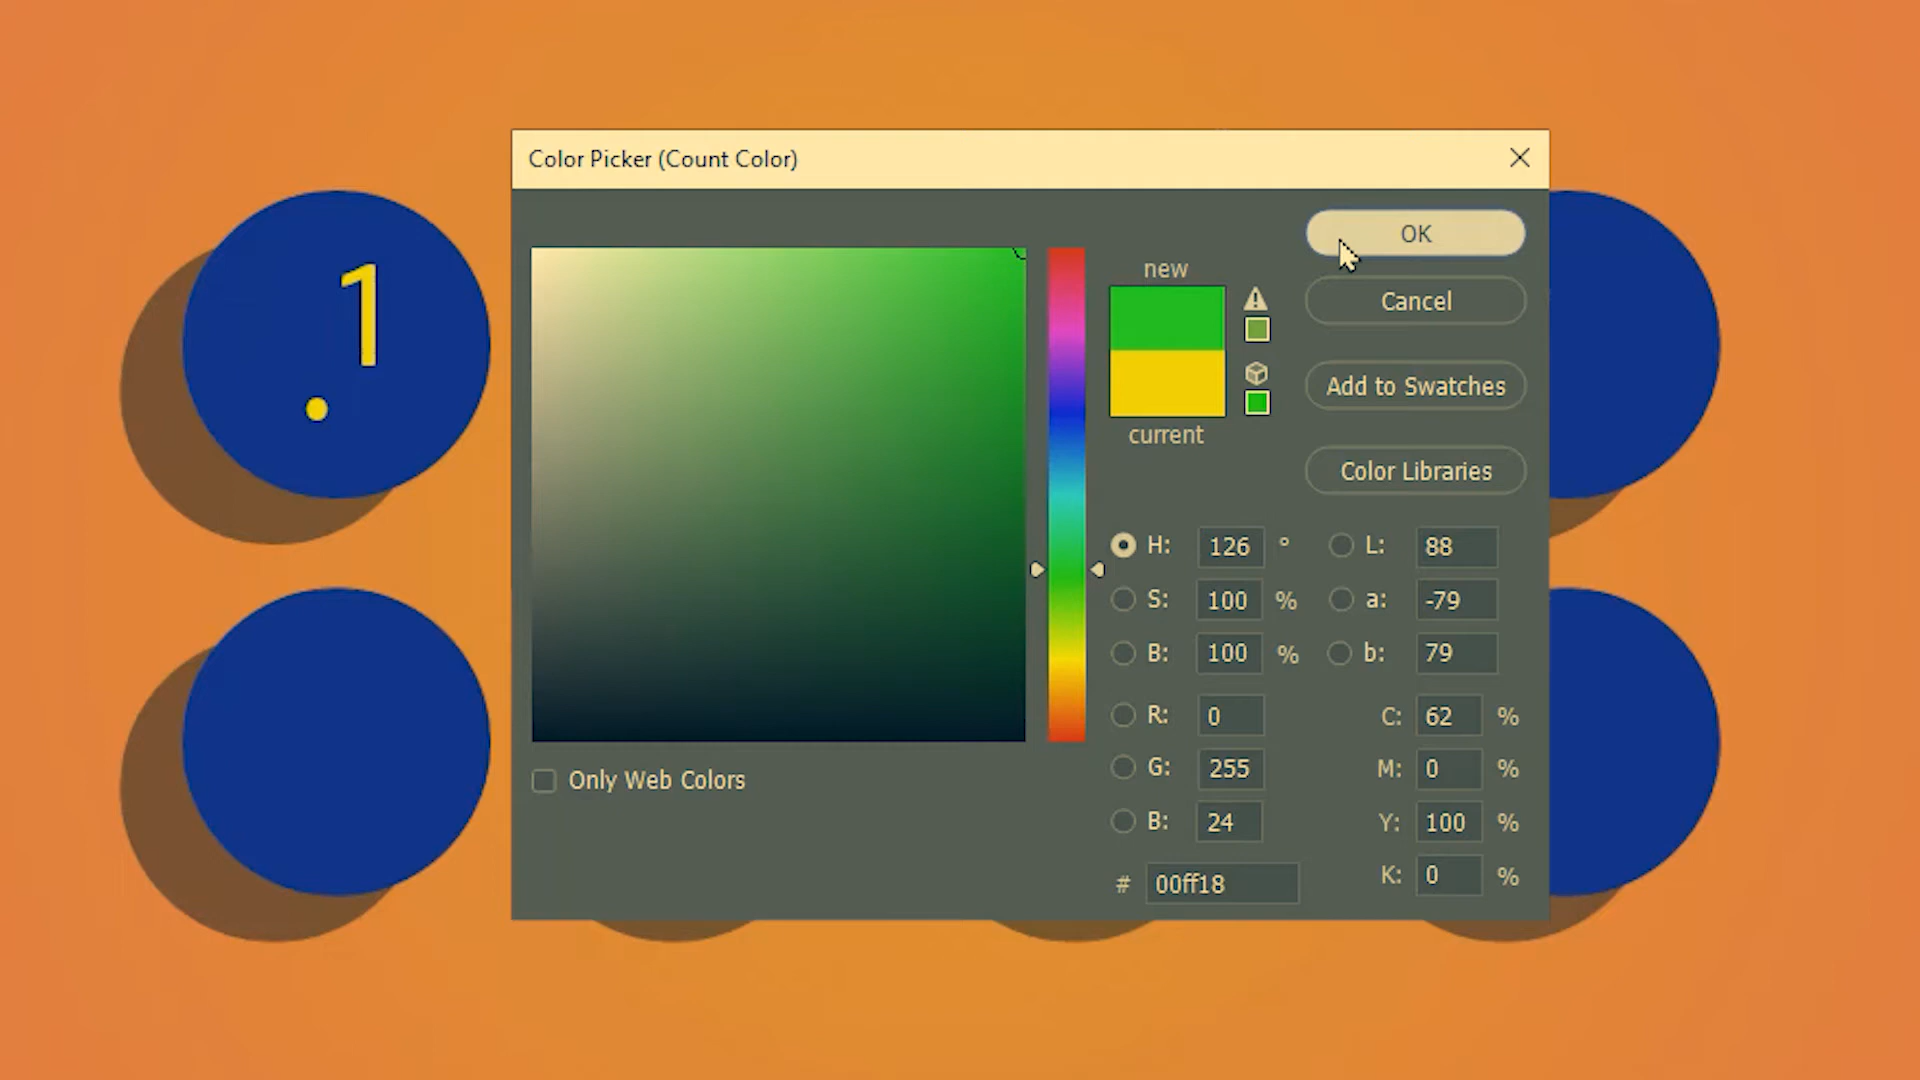 Color Picker (Count Color)
1
OK
new
Cancel
Add to Swatches
current
Color Libraries
H: 126 ° L: 88
S: 100 % a: -79
B: 100 % b: 79
R: 0 C: 62 %
G: 255 M: 0 %
Only Web Colors
B: 24 Y: 100 %
# 00ff18 K: 0 %